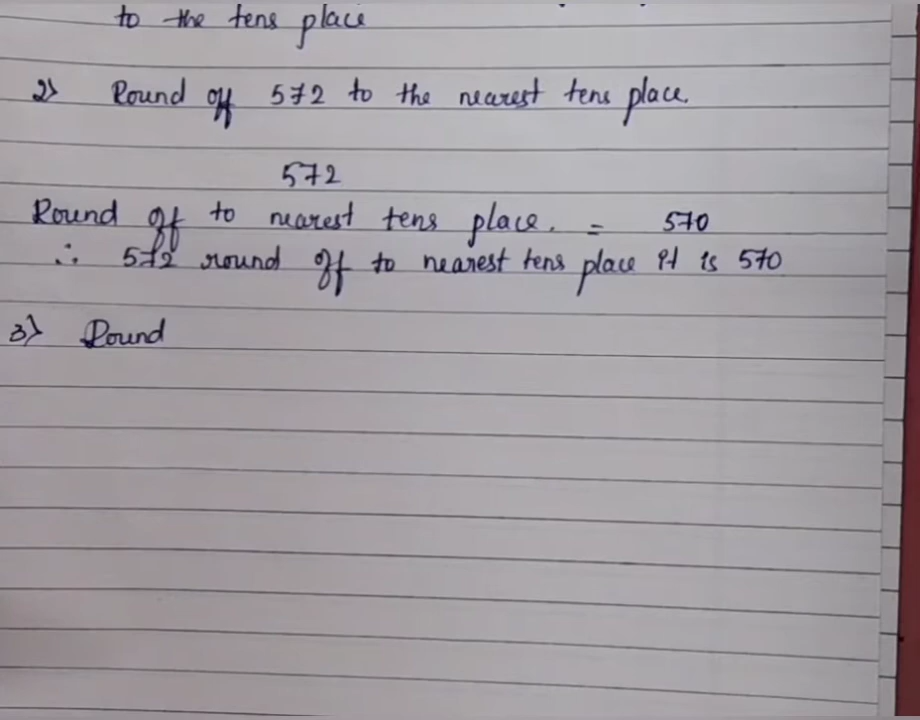 to the tens place
2) Round off 572 to the nearest tens place.
572
Round off to nearest tens place. = 570
∴ 572 round off to nearest tens place it is 570
3) Round